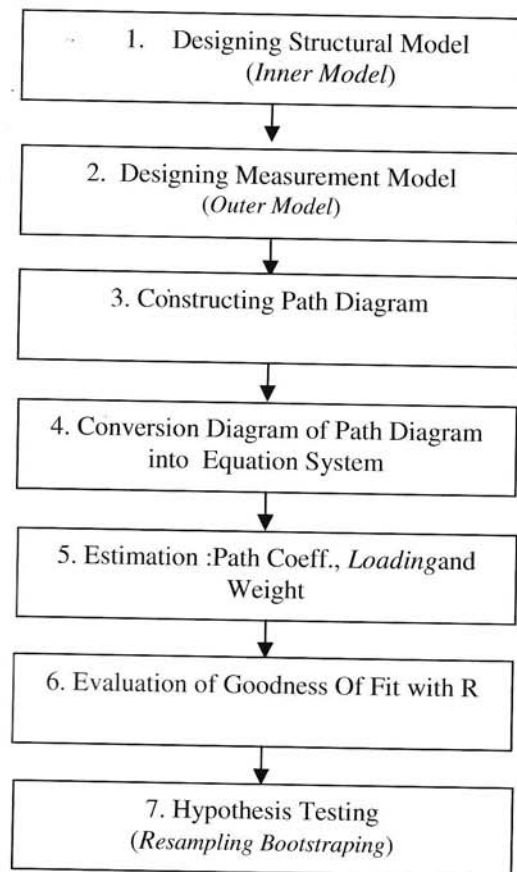 1. Designing Structural Model
(Inner Model)
2. Designing Measurement Model
(Outer Model)
3. Constructing Path Diagram
4. Conversion Diagram of Path Diagram
into Equation System
5. Estimation :Path Coeff., Loadingand
Weight
6. Evaluation of Goodness Of Fit with R
7. Hypothesis Testing
(Resampling Bootstraping)